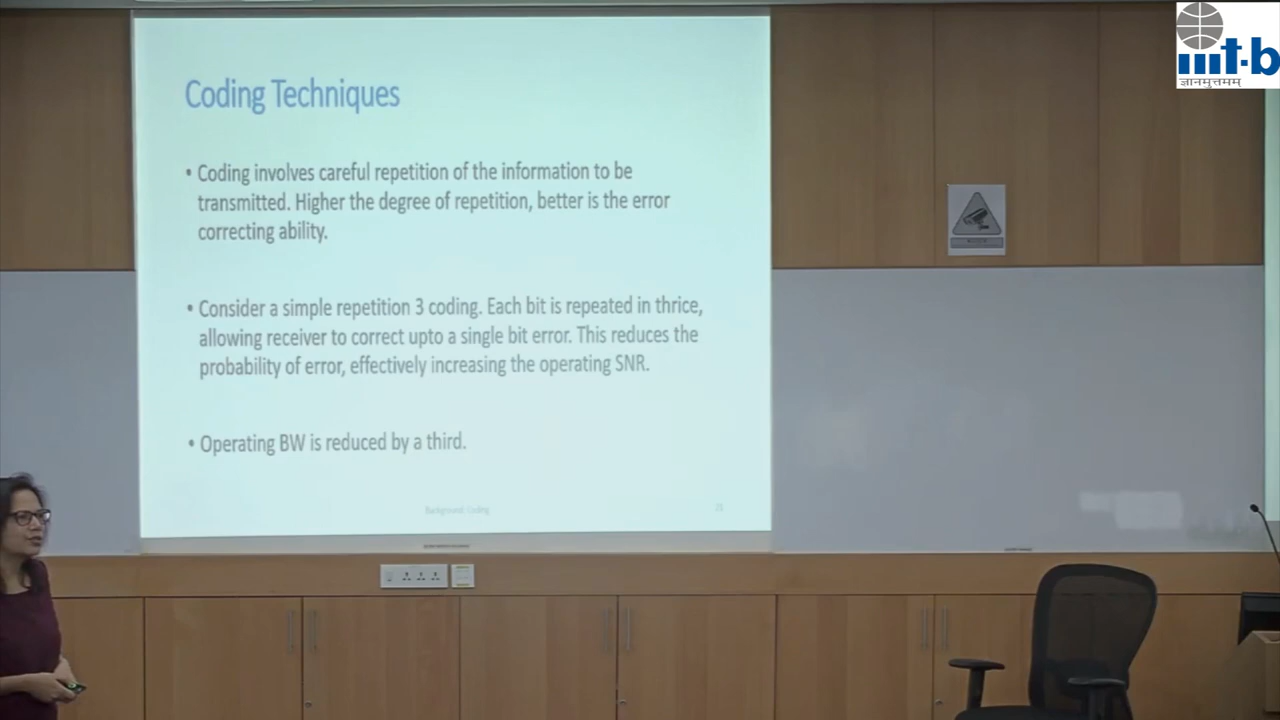 iiit-b
ज्ञानमुत्तमम्
Coding Techniques
• Coding involves careful repetition of the information to be
transmitted. Higher the degree of repetition, better is the error
correcting ability.
• Consider a simple repetition 3 coding. Each bit is repeated in thrice,
allowing receiver to correct upto a single bit error. This reduces the
probability of error, effectively increasing the operating SNR.
• Operating BW is reduced by a third.
Background: Coding